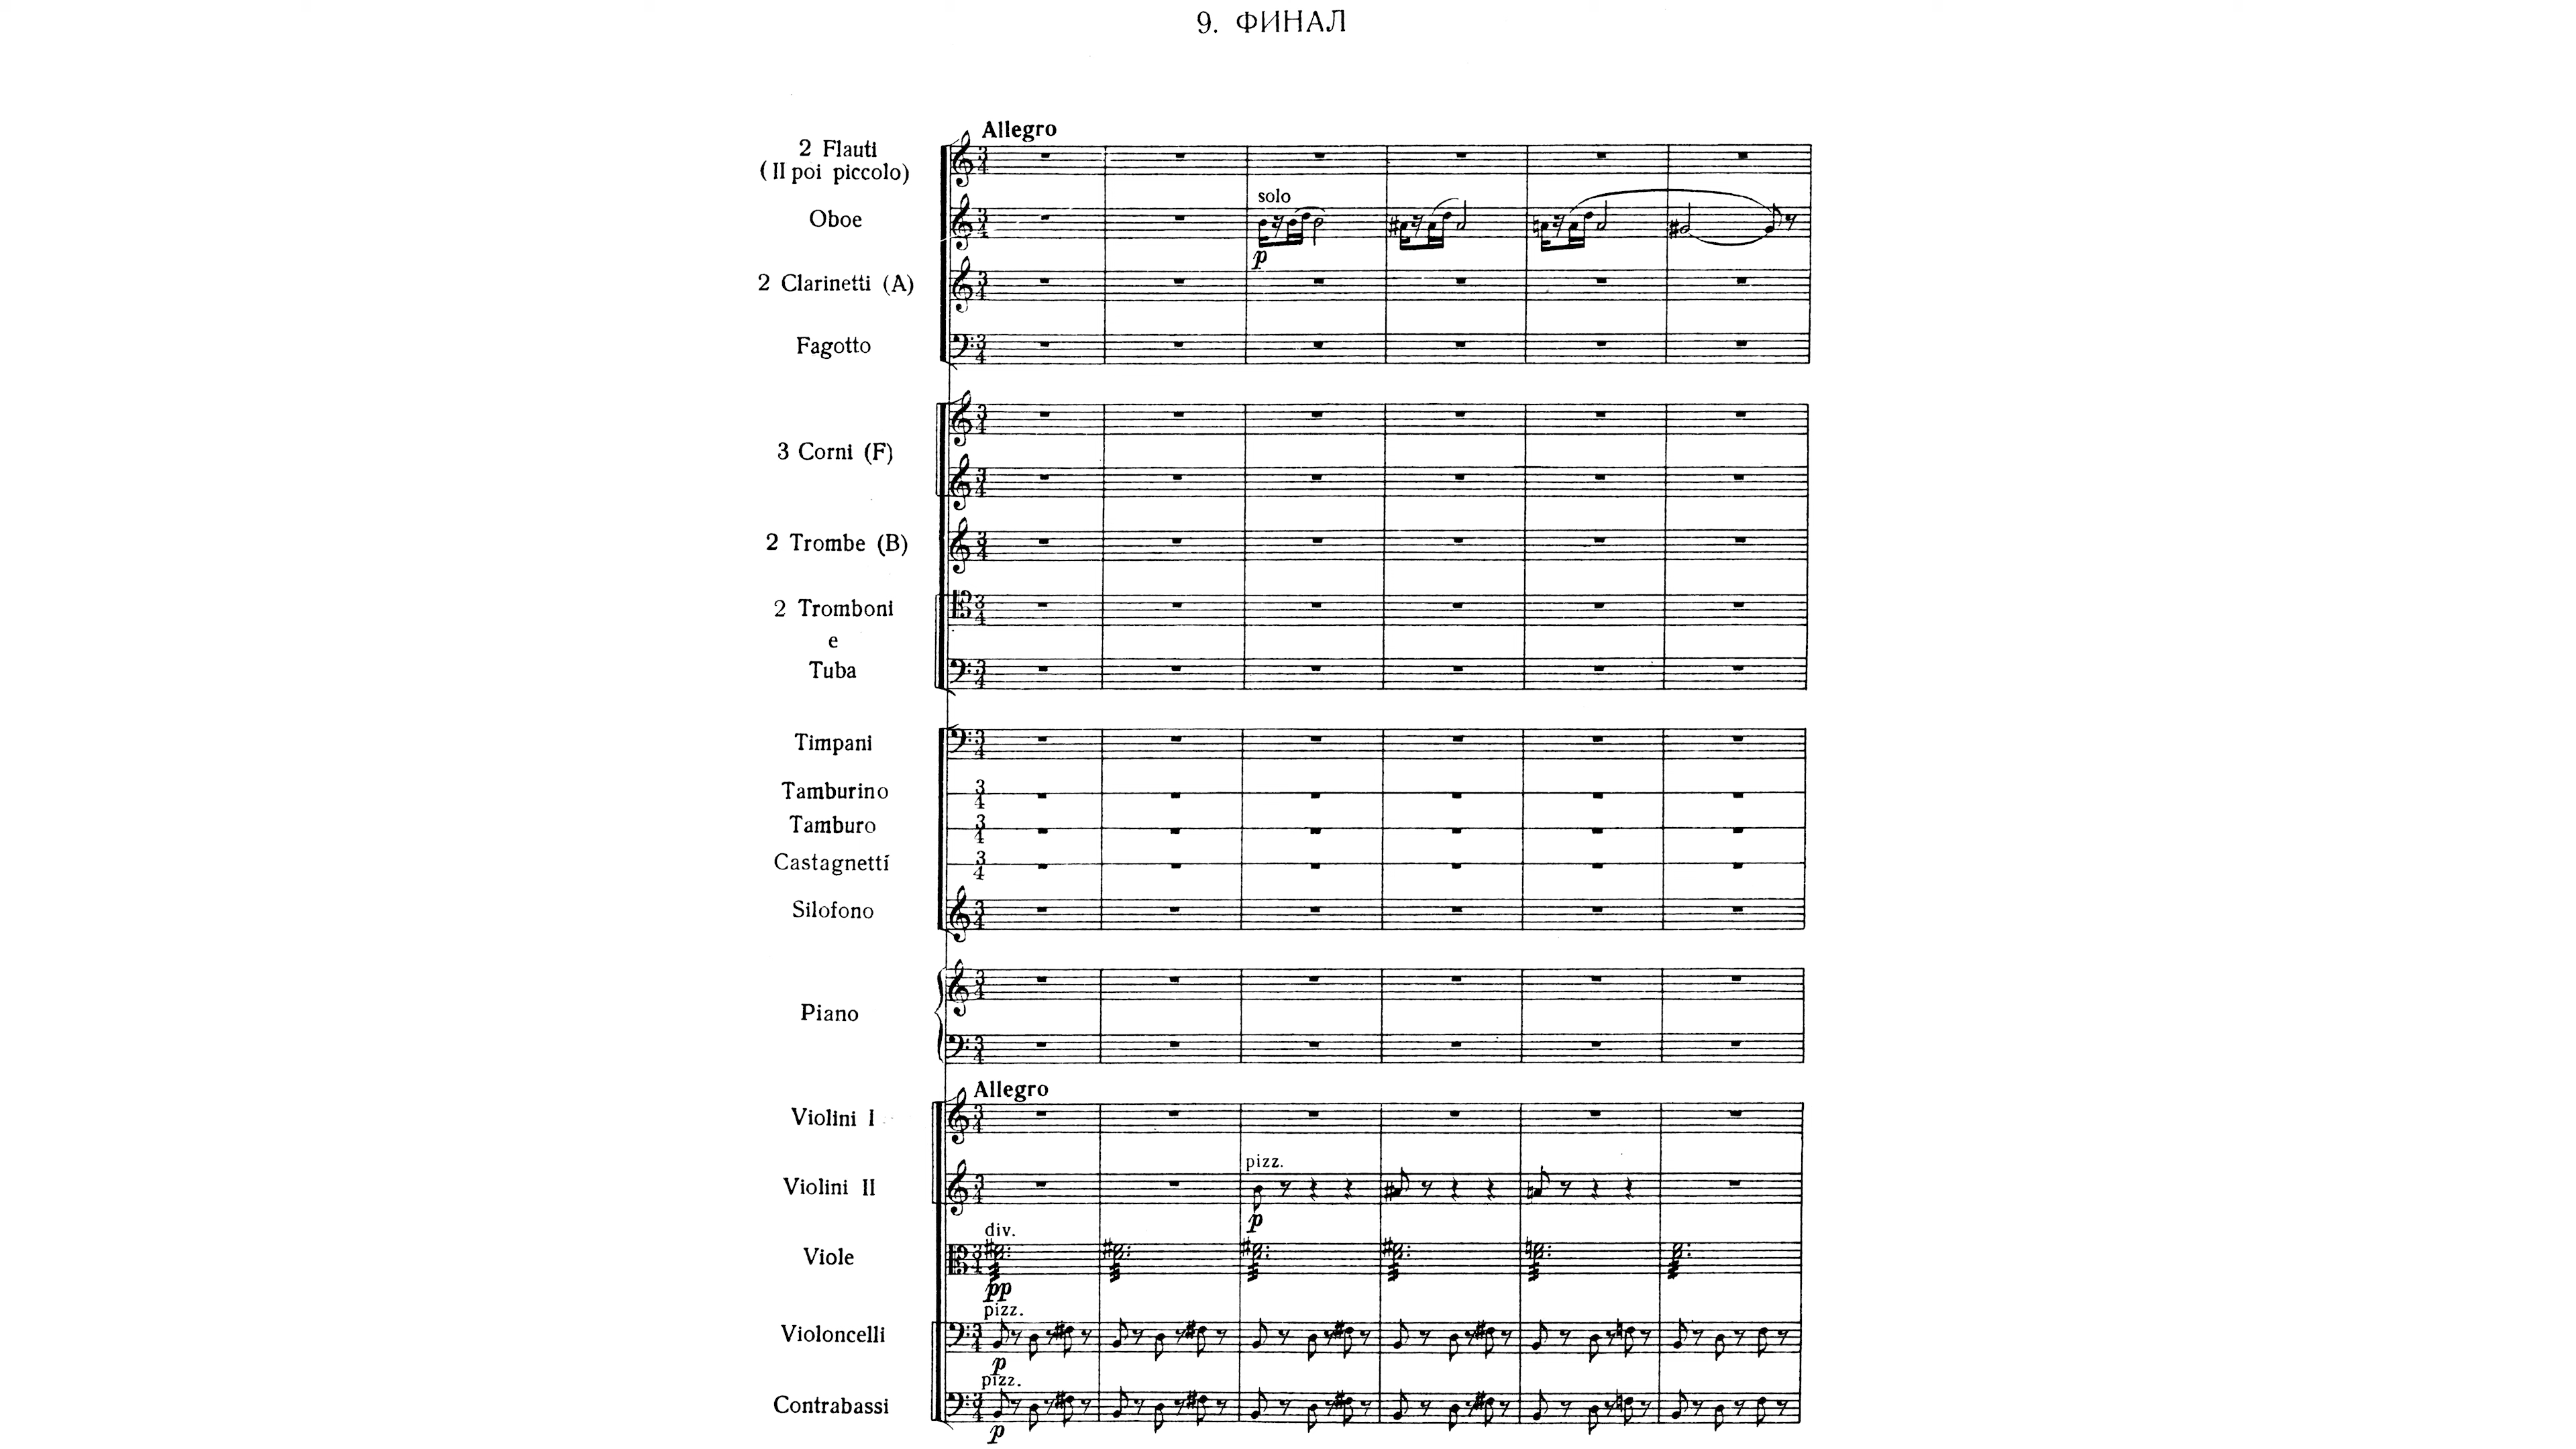 9. ФИНАЛ
Allegro
2 Flauti
(II poi piccolo)
solo
Oboe
p
2 Clarinetti (A)
Fagotto
3 Corni (F)
2 Trombe (B)
2 Tromboni
e
Tuba
Timpani
Tamburino
Tamburo
Castagnetti
Silofono
Piano
Allegro
Violini I
pizz.
Violini II
p
div.
Viole
pp
pizz.
Violoncelli
p
pizz.
Contrabassi
p